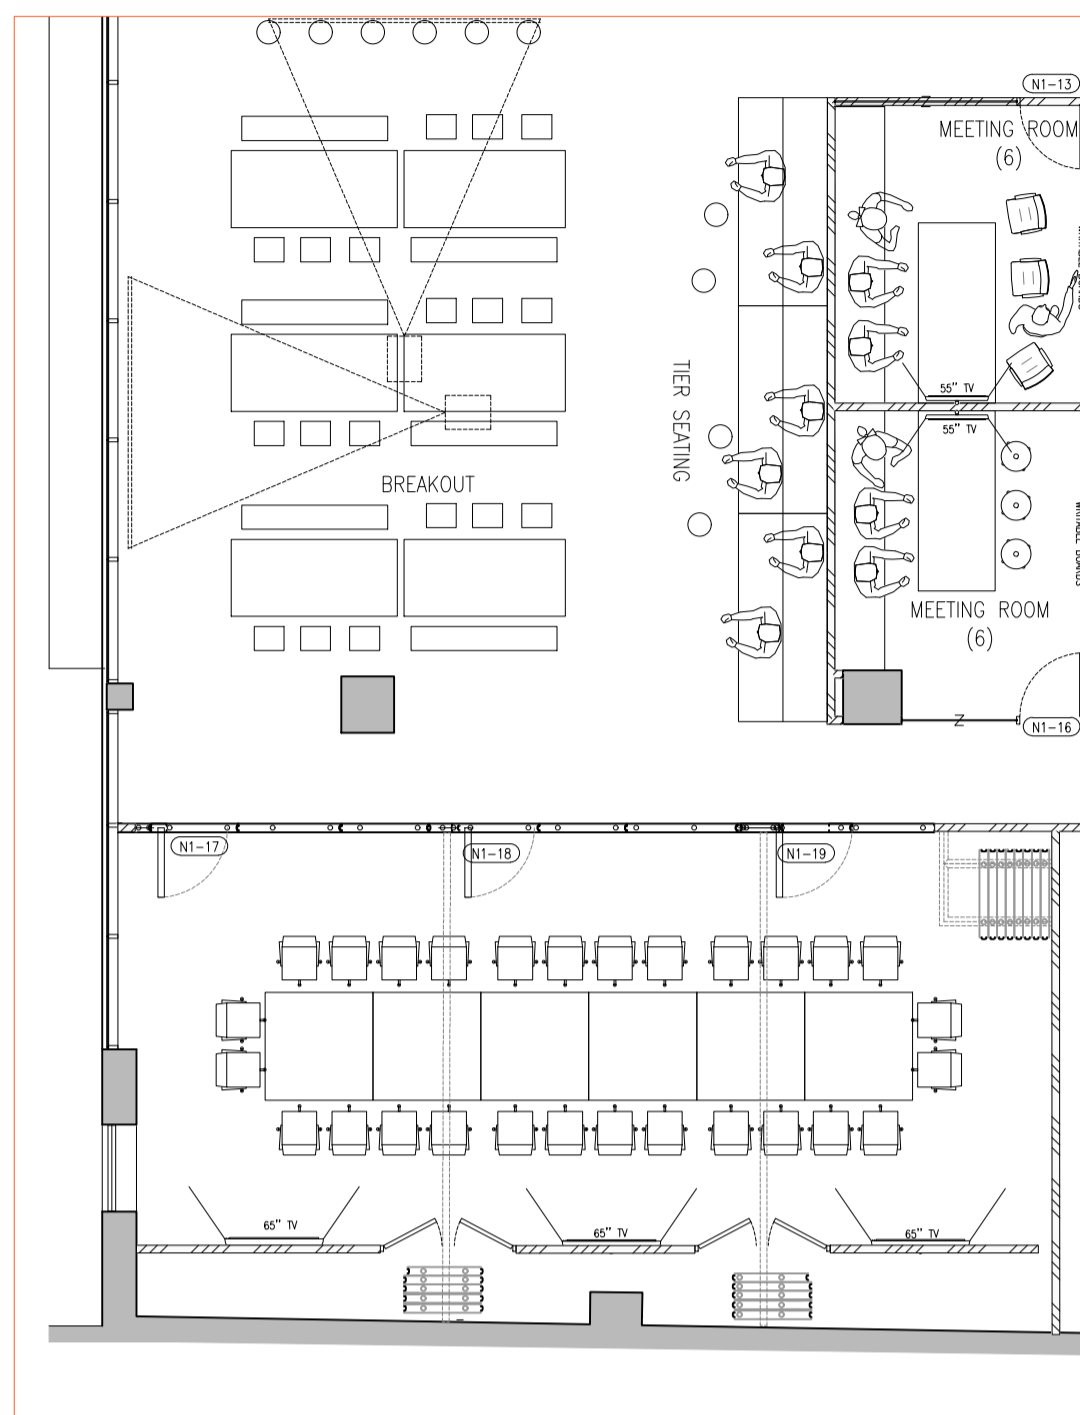 N1-13
MEETING ROOM
(6)
55" TV
55" TV
TIER SEATING
BREAKOUT
MEETING ROOM
(6)
N1-16
N1-17
N1-18
N1-19
65" TV
65" TV
65" TV